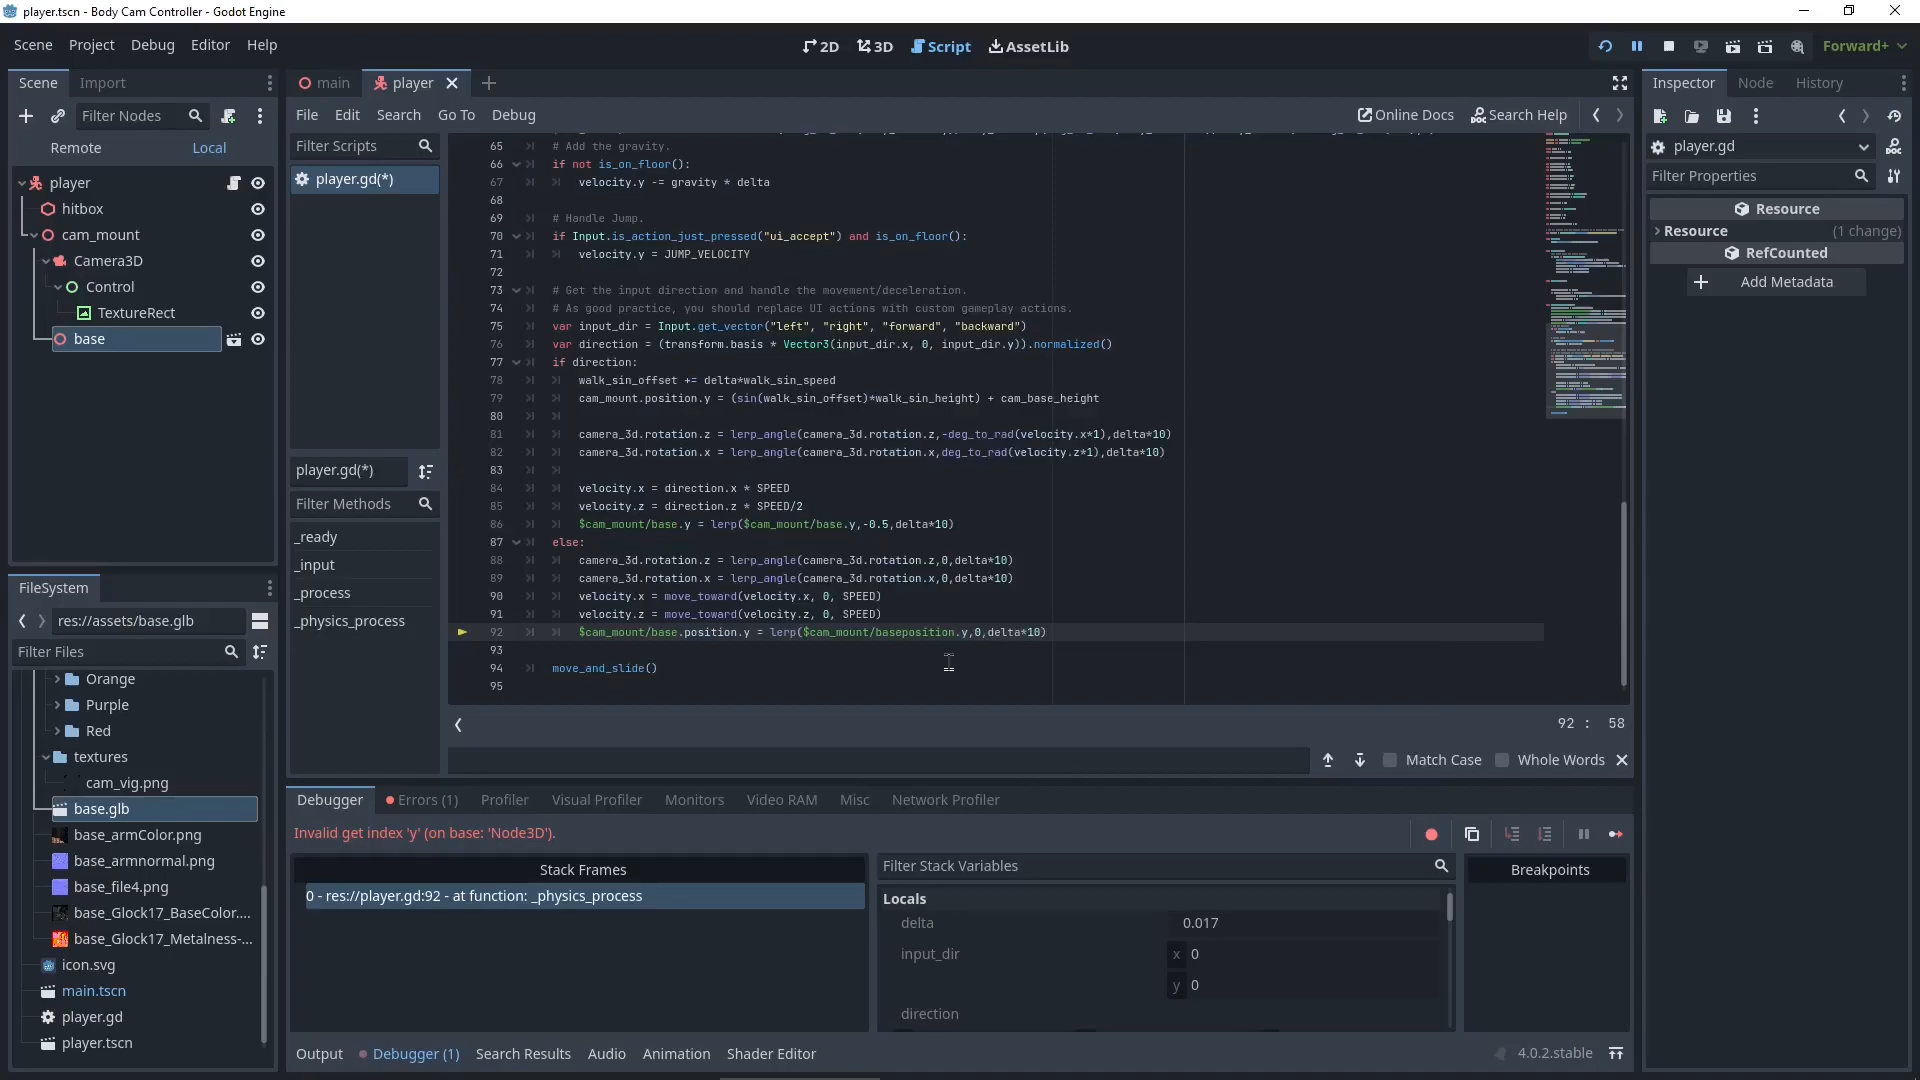 player.tscn - Body Cam Controller - Godot Engine
Scene Project Debug Editor Help
2D 3D Script AssetLib
Forward+
Scene Import
Filter Nodes
Remote Local
player
hitbox
cam_mount
Camera3D
Control
TextureRect
base
FileSystem
res://assets/base.glb
Filter Files
Orange
Purple
Red
textures
cam_vig.png
base.glb
base_armColor.png
base_armnormal.png
base_file4.png
base_Glock17_BaseColor....
base_Glock17_Metalness-...
icon.svg
main.tscn
player.gd
player.tscn
main player
File Edit Search Go To Debug
Online Docs Search Help
Filter Scripts
player.gd(*)
player.gd(*)
Filter Methods
_ready
_input
_process
_physics_process
65 # Add the gravity.
66 if not is_on_floor():
67 velocity.y -= gravity * delta
68
69 # Handle Jump.
70 if Input.is_action_just_pressed("ui_accept") and is_on_floor():
71 velocity.y = JUMP_VELOCITY
72
73 # Get the input direction and handle the movement/deceleration.
74 # As good practice, you should replace UI actions with custom gameplay actions.
75 var input_dir = Input.get_vector("left", "right", "forward", "backward")
76 var direction = (transform.basis * Vector3(input_dir.x, 0, input_dir.y)).normalized()
77 if direction:
78 walk_sin_offset += delta*walk_sin_speed
79 cam_mount.position.y = (sin(walk_sin_offset)*walk_sin_height) + cam_base_height
80
81 camera_3d.rotation.z = lerp_angle(camera_3d.rotation.z,-deg_to_rad(velocity.x*1),delta*10)
82 camera_3d.rotation.x = lerp_angle(camera_3d.rotation.x,deg_to_rad(velocity.z*1),delta*10)
83
84 velocity.x = direction.x * SPEED
85 velocity.z = direction.z * SPEED/2
86 $cam_mount/base.y = lerp($cam_mount/base.y,-0.5,delta*10)
87 else:
88 camera_3d.rotation.z = lerp_angle(camera_3d.rotation.z,0,delta*10)
89 camera_3d.rotation.x = lerp_angle(camera_3d.rotation.x,0,delta*10)
90 velocity.x = move_toward(velocity.x, 0, SPEED)
91 velocity.z = move_toward(velocity.z, 0, SPEED)
92 $cam_mount/base.position.y = lerp($cam_mount/baseposition.y,0,delta*10)
93
94 move_and_slide()
95
92 : 58
Match Case Whole Words
Debugger Errors (1) Profiler Visual Profiler Monitors Video RAM Misc Network Profiler
Invalid get index 'y' (on base: 'Node3D').
Stack Frames
0 - res://player.gd:92 - at function: _physics_process
Filter Stack Variables
Locals
delta 0.017
input_dir x 0
y 0
direction
Breakpoints
Output Debugger (1) Search Results Audio Animation Shader Editor
4.0.2.stable
Inspector Node History
player.gd
Filter Properties
Resource
Resource (1 change)
RefCounted
Add Metadata